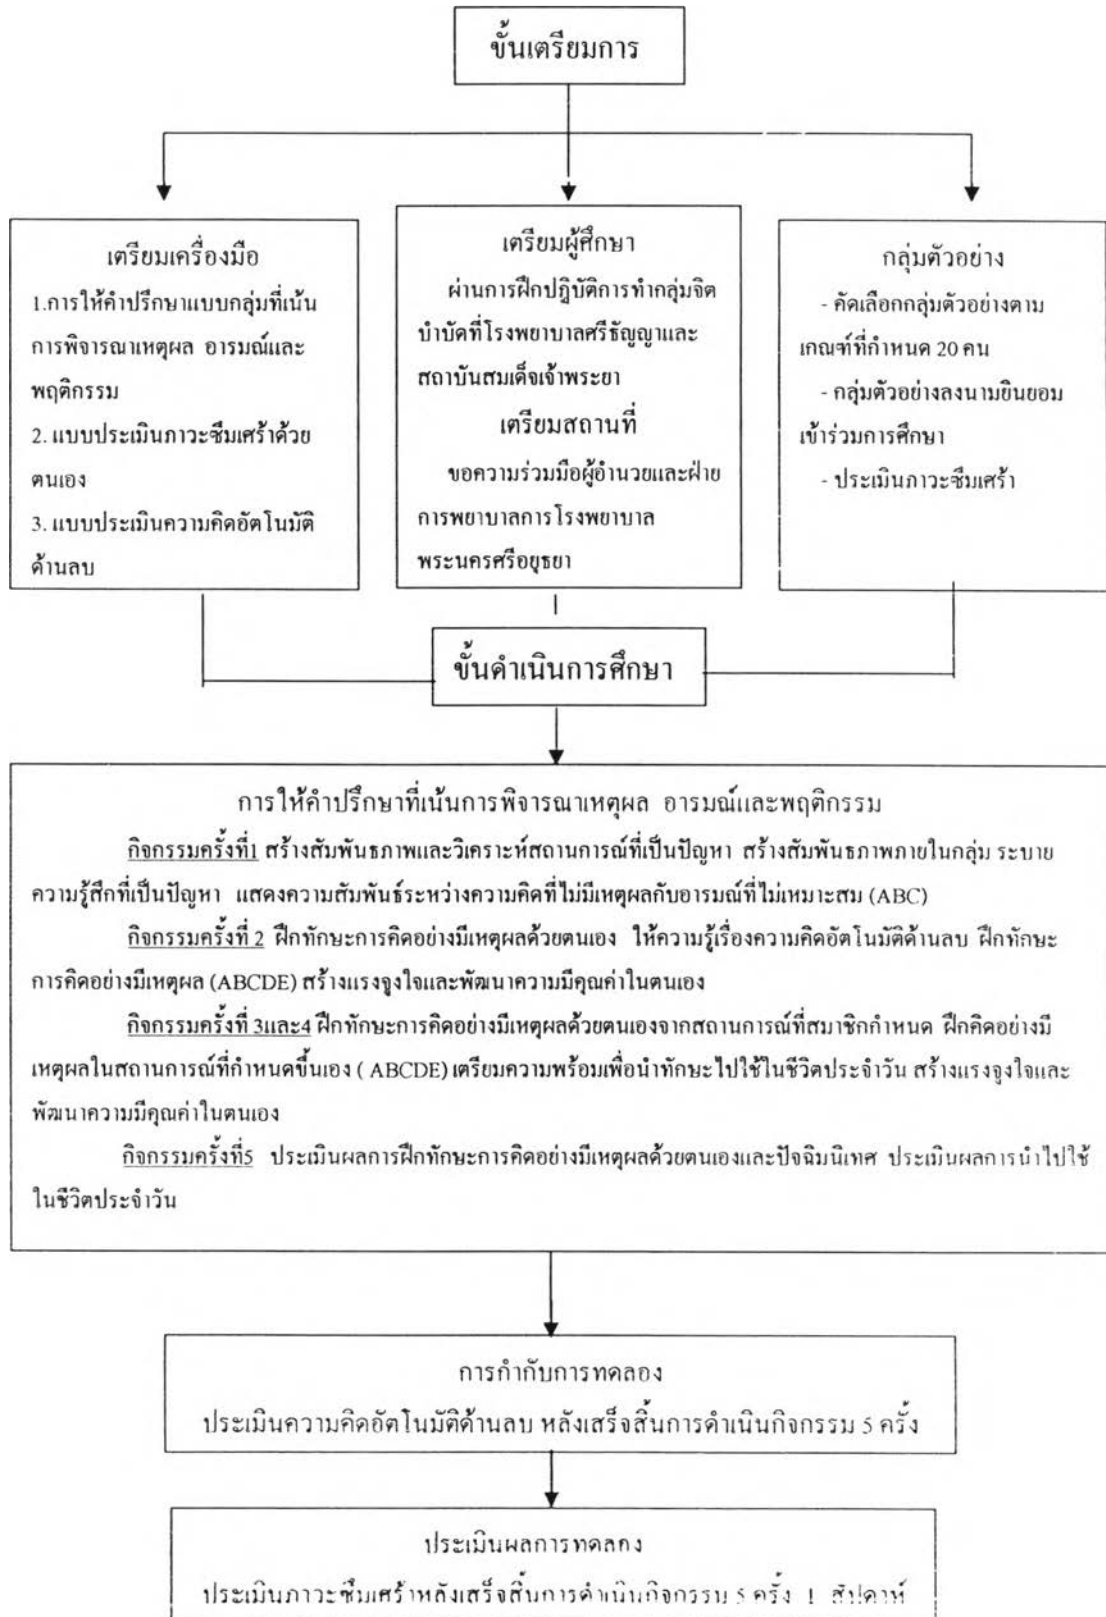 ขั้นเตรียมการ
เตรียมเครื่องมือ
1.การให้คำปรึกษาแบบกลุ่มที่เน้น
การพิจารณาเหตุผล อารมณ์และ
พฤติกรรม
2. แบบประเมินภาวะซึมเศร้าด้วย
ตนเอง
3. แบบประเมินความคิดอัตโนมัติ
ด้านลบ
เตรียมผู้ศึกษา
ผ่านการฝึกปฎิบัติการทำกลุ่มจิต
บำบัดที่โรงพยาบาลศรีธัญญาและ
สถาบันสมเด็จเจ้าพระยา
เตรียมสถานที่
ขอความร่วมมือผู้อำนวยและฝ่าย
การพยาบาลการโรงพยาบาล
พระนครศรีอยุธยา
กลุ่มตัวอย่าง
- คัดเลือกกลุ่มตัวอย่างตาม
เกณฑ์ที่กำหนด 20 คน
- กลุ่มตัวอย่างลงนามยินยอม
เข้าร่วมการศึกษา
- ประเมินภาวะซึมเศร้า
ขั้นดำเนินการศึกษา
การให้คำปรึกษาที่เน้นการพิจารณาเหตุผล อารมณ์และพฤติกรรม
กิจกรรมครั้งที่1 สร้างสัมพันธภาพและวิเคราะห์สถานการณ์ที่เป็นปัญหา สร้างสัมพันธภาพภายในกลุ่ม ระบาย
ความรู้สึกที่เป็นปัญหา แสดงความสัมพันธ์ระหว่างความคิดที่ไม่มีเหตุผลกับอารมณ์ที่ไม่เหมาะสม (ABC)
กิจกรรมครั้งที่ 2 ฝึกทักษะการคิดอย่างมีเหตุผลด้วยตนเอง ให้ความรู้เรื่องความคิดอัตโนมัติด้านลบ ฝึกทักษะ
การคิดอย่างมีเหตุผล (ABCDE) สร้างแรงจูงใจและพัฒนาความมีคุณค่าในตนเอง
กิจกรรมครั้งที่ 3และ4 ฝึกทักษะการคิดอย่างมีเหตุผลด้วยตนเองจากสถานการณ์ที่สมาชิกกำหนด ฝึกคิดอย่างมี
เหตุผลในสถานการณ์ที่กำหนดขึ้นเอง ( ABCDE) เตรียมความพร้อมเพื่อนำทักษะไปใช้ในชีวิตประจำวัน สร้างแรงจูงใจและ
พัฒนาความมีคุณค่าในตนเอง
กิจกรรมครั้งที่5 ประเมินผลการฝึกทักษะการคิดอย่างมีเหตุผลด้วยตนเองและปัจฉิมนิเทศ ประเมินผลการนำไปใช้
ในชีวิตประจำวัน
การกำกับการทดลอง
ประเมินความคิดอัตโนมัติด้านลบ หลังเสร็จสิ้นการดำเนินกิจกรรม 5 ครั้ง
ประเมินผลการทดลอง
ประเมินภาวะซึมเศร้าหลังเสร็จสิ้นการดำเนินกิจกรรม 5 ครั้ง 1 สัปดาห์